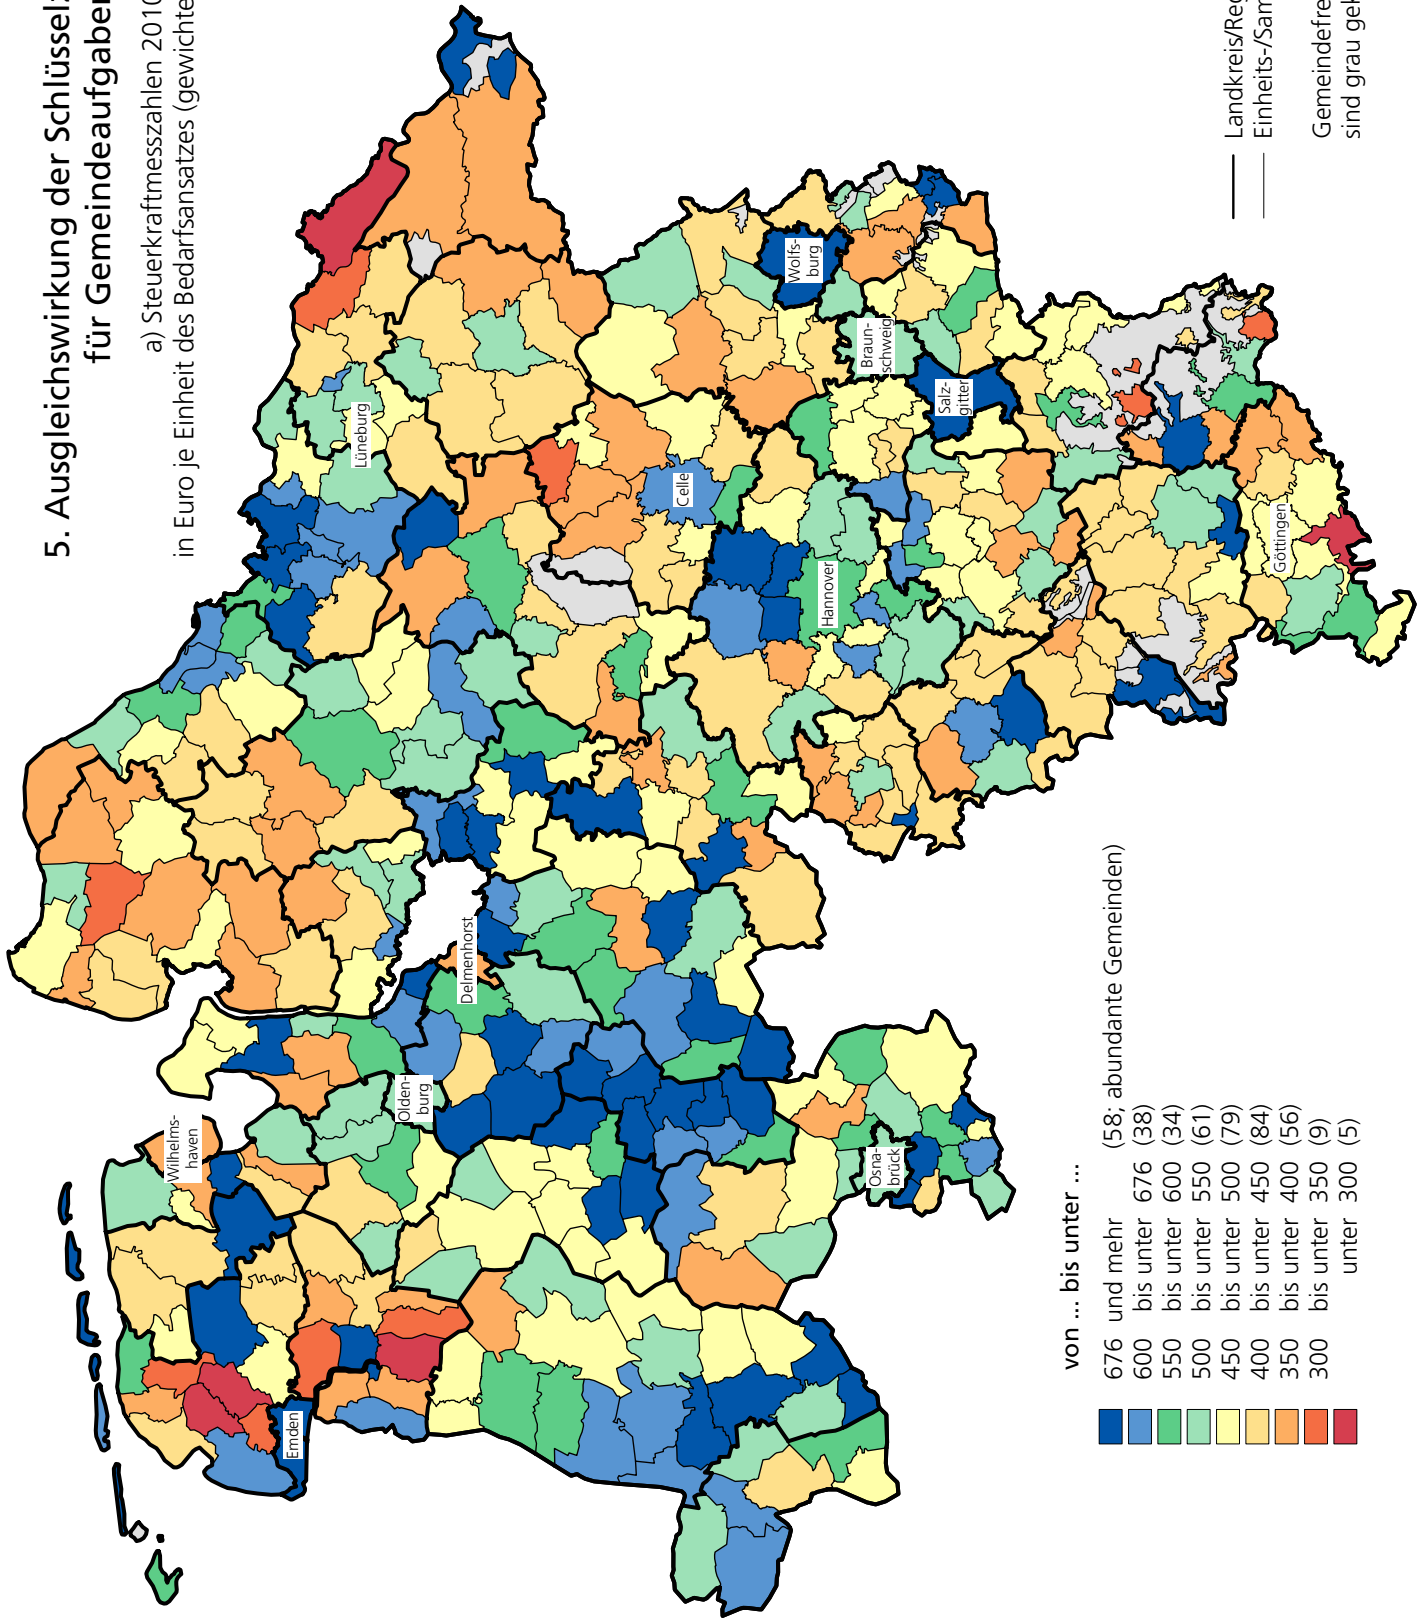 5. Ausgleichswirkung der Schlüssel
für Gemeindeaufgaben
a) Steuerkraftmesszahlen 2010
in Euro je Einheit des Bedarfsansatzes (gewichte
Lüneburg
Wolfs-
burg
Braun-
schweig
Salz-
gitter
Celle
Hannover
Göttingen
Delmenhorst
Wilhelms-
haven
Olden-
burg
Osna-
brück
Emden
von ... bis unter ...
676 und mehr (58; abundante Gemeinden)
600 bis unter 676 (38)
550 bis unter 600 (34)
500 bis unter 550 (61)
450 bis unter 500 (79)
400 bis unter 450 (84)
350 bis unter 400 (56)
300 bis unter 350 (9)
unter 300 (5)
Landkreis/Reg
Einheits-/Sam
Gemeindefre
sind grau gek